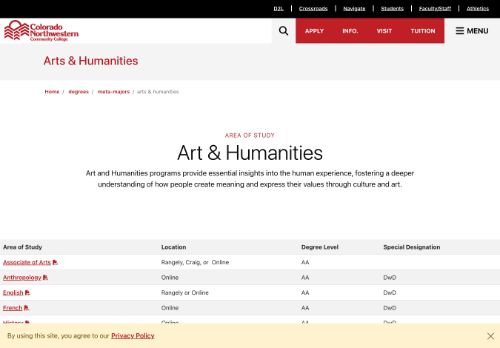 D2L Crossroads Navigate Students Faculty/Staff Athletics
Colorado Northwestern Community College
APPLY INFO. VISIT TUITION MENU
Arts & Humanities
Home / degrees / meta-majors / arts & humanities
AREA OF STUDY
Art & Humanities
Art and Humanities programs provide essential insights into the human experience, fostering a deeper
understanding of how people create meaning and express their values through culture and art.
Area of Study Location Degree Level Special Designation
Associate of Arts Rangely, Craig, or Online AA
Anthropology Online AA DwD
English Rangely or Online AA DwD
French Online AA DwD
History Online AA DwD
By using this site, you agree to our Privacy Policy